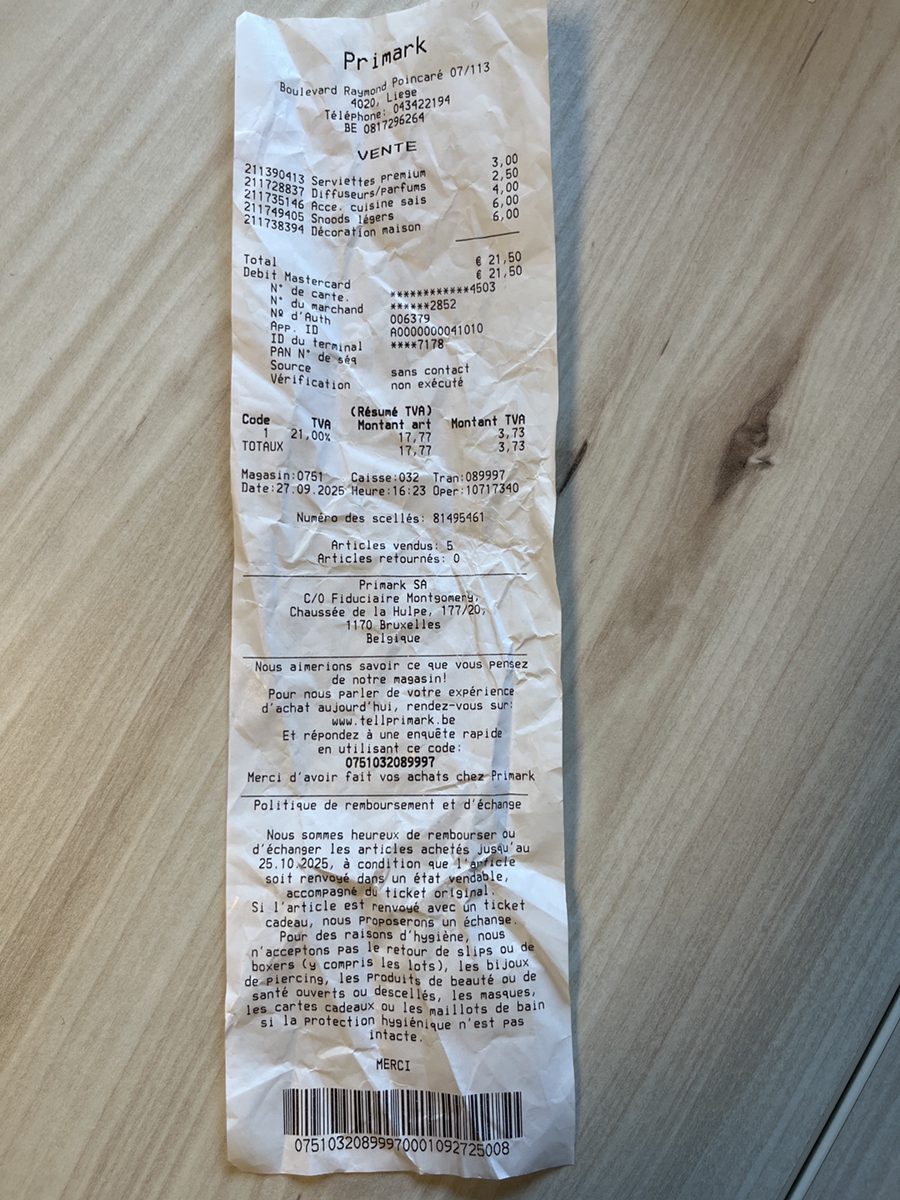 Primark
Boulevard Raymond Poincaré 07/113
4020, Liege
Téléphone: 043422194
BE 0817296264
VENTE
211390413 Serviettes premium 3,00
211728837 Diffuseurs/parfums 2,50
211735146 Acce. cuisine sais 4,00
211749405 Snoods légers 6,00
211738394 Décoration maison 6,00
Total € 21,50
Debit Mastercard € 21,50
N° de carte. ************4503
N° du marchand ******2852
Nº d'Auth 006379
App. ID A0000000041010
ID du terminal ****7178
PAN N° de séq
Source sans contact
Vérification non exécuté
(Résumé TVA)
Code TVA Montant art Montant TVA
1 21,00% 17,77 3,73
TOTAUX 17,77 3,73
Magasin:0751 Caisse:032 Tran:089997
Date:27.09.2025 Heure:16:23 Oper:10717340
Numéro des scellés: 81495461
Articles vendus: 5
Articles retournés: 0
Primark SA
C/O Fiduciaire Montgomery,
Chaussée de la Hulpe, 177/20,
1170 Bruxelles
Belgique
Nous aimerions savoir ce que vous pensez
de notre magasin!
Pour nous parler de votre expérience
d'achat aujourd'hui, rendez-vous sur:
www.tellprimark.be
Et répondez à une enquête rapide
en utilisant ce code:
0751032089997
Merci d'avoir fait vos achats chez Primark
Politique de remboursement et d'échange
Nous sommes heureux de rembourser ou
d'échanger les articles achetés jusqu'au
25.10.2025, à condition que l'article
soit renvoyé dans un état vendable,
accompagné du ticket original.
Si l'article est renvoyé avec un ticket
cadeau, nous proposerons un échange.
Pour des raisons d'hygiène, nous
n'acceptons pas le retour de slips ou de
boxers (y compris les lots), les bijoux
de piercing, les produits de beauté ou de
santé ouverts ou descellés, les masques,
les cartes cadeaux ou les maillots de bain
si la protection hygiénique n'est pas
intacte.
MERCI
07510320899970001092725008